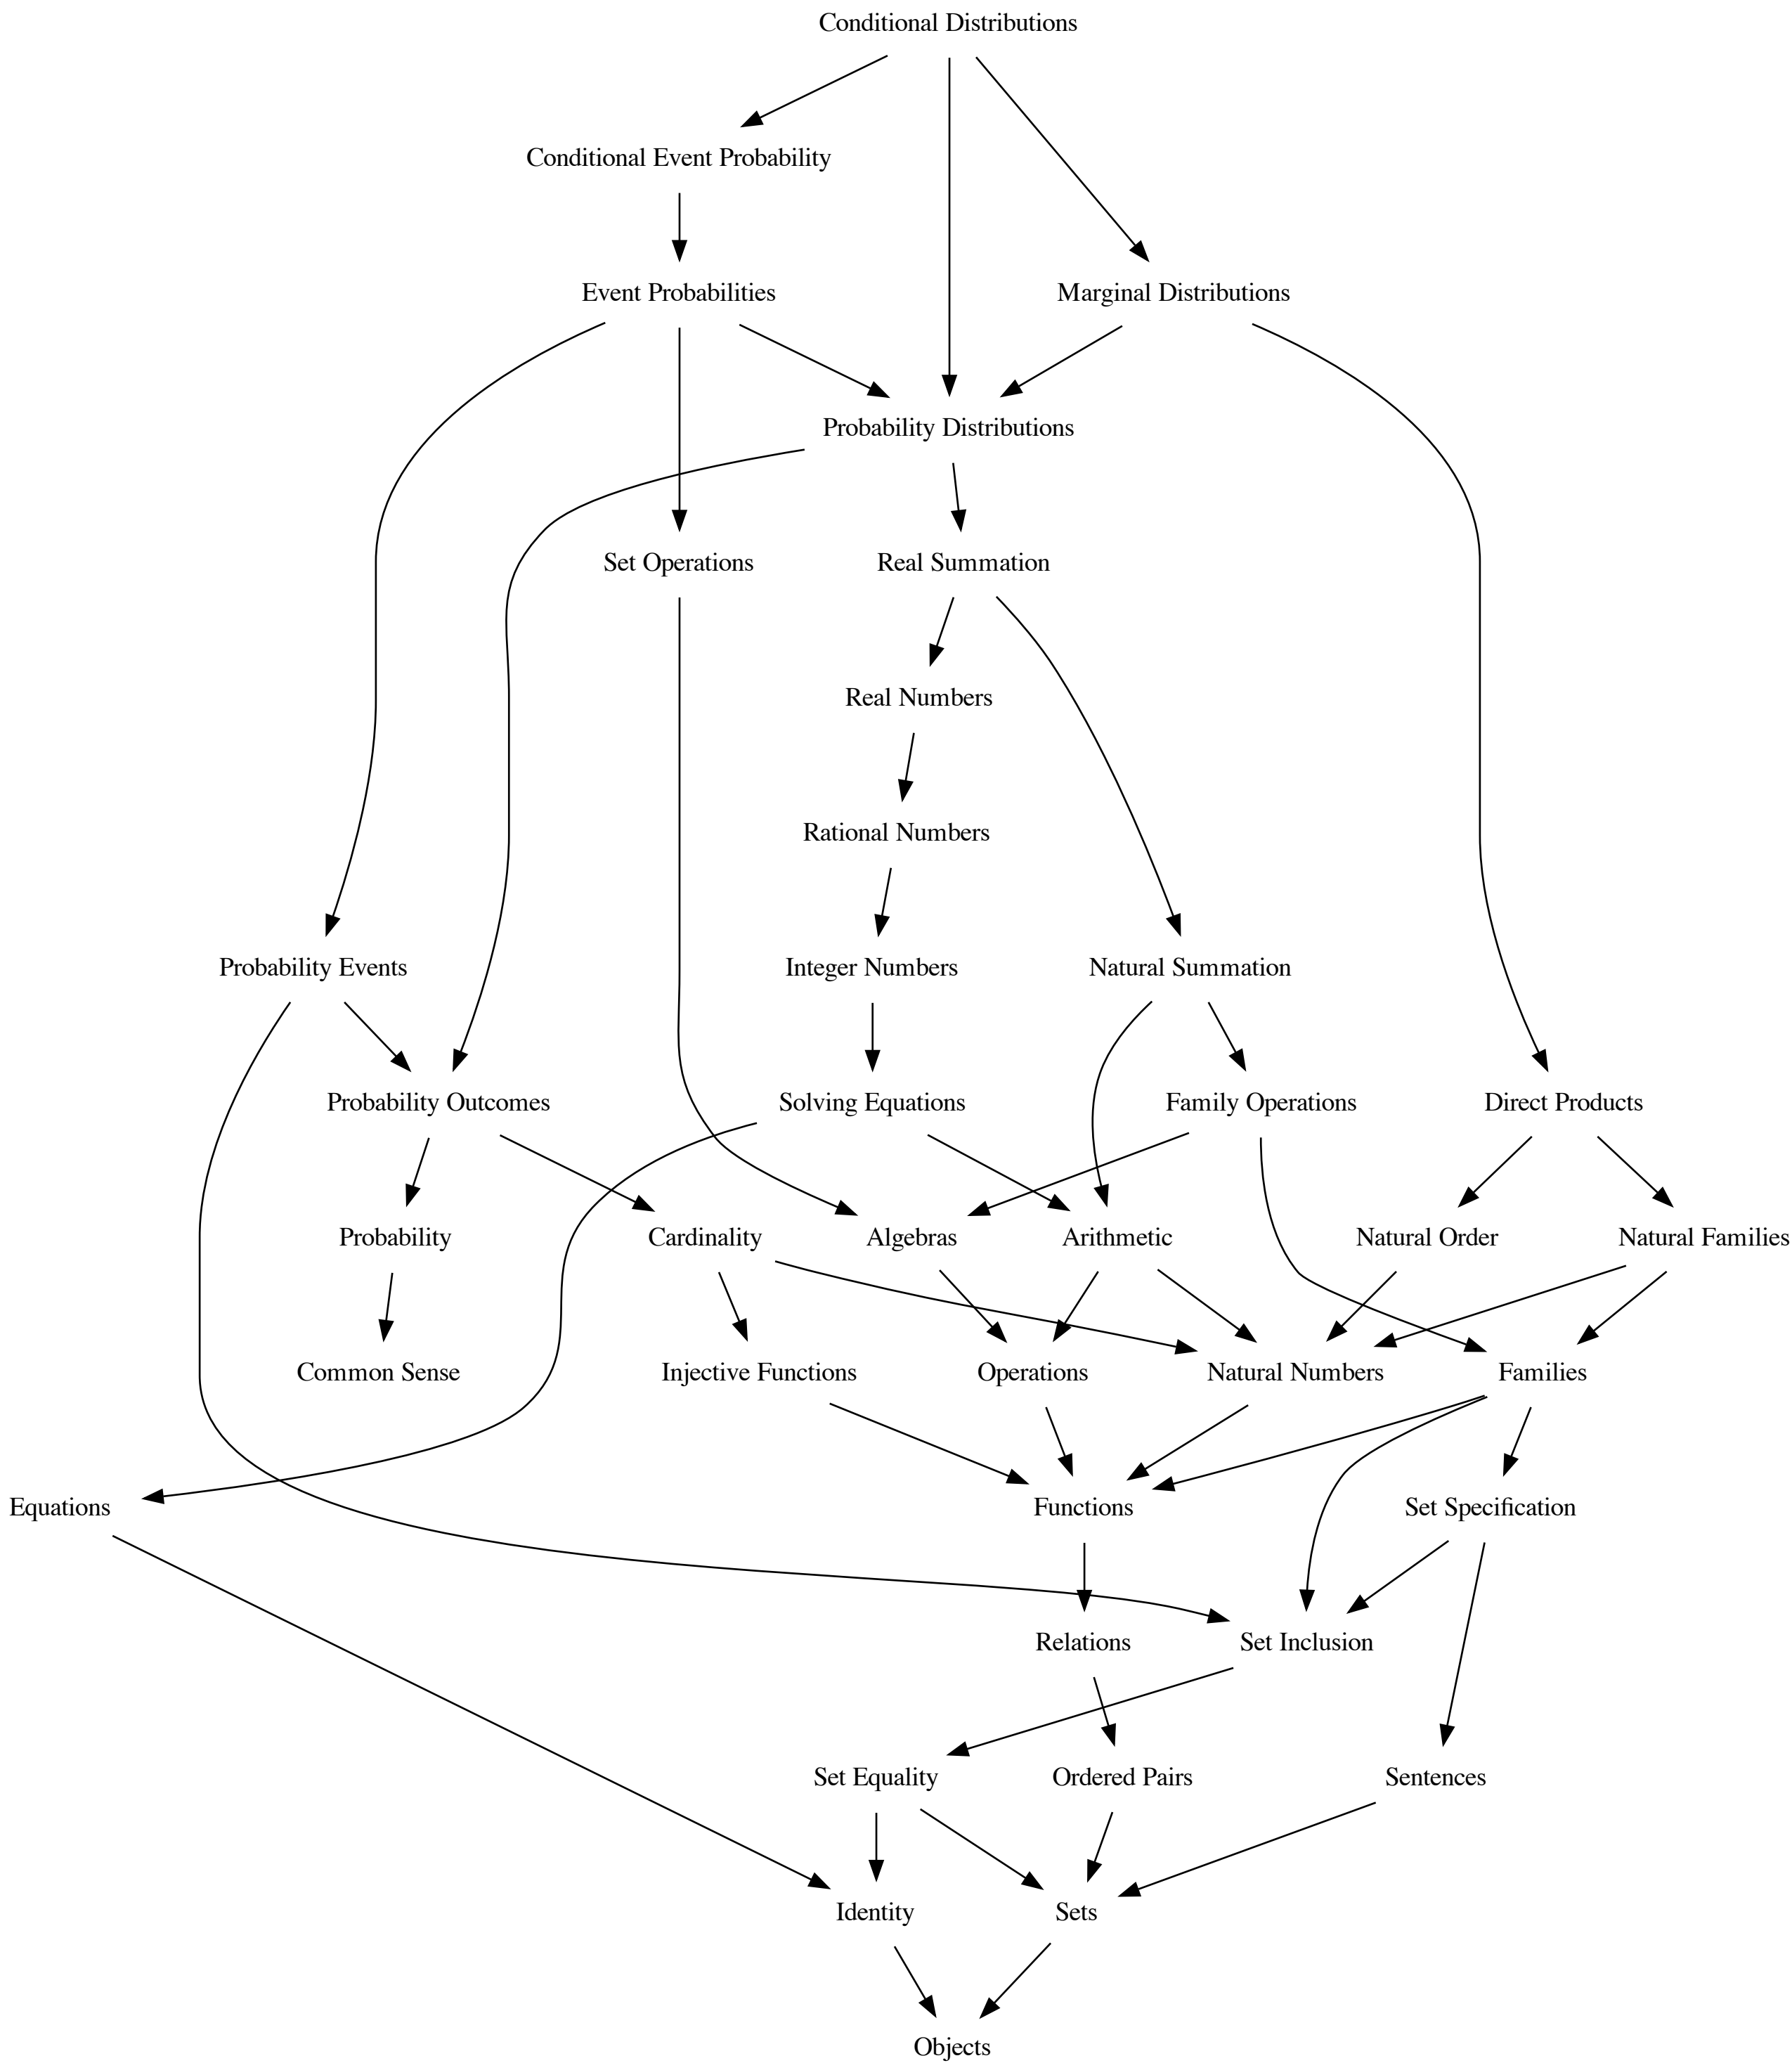 Conditional Distributions
Conditional Event Probability
Event Probabilities
Marginal Distributions
Probability Distributions
Set Operations
Real Summation
Real Numbers
Rational Numbers
Probability Events
Integer Numbers
Natural Summation
Probability Outcomes
Solving Equations
Family Operations
Direct Products
Probability
Cardinality
Algebras
Arithmetic
Natural Order
Natural Families
Common Sense
Injective Functions
Operations
Natural Numbers
Families
Equations
Functions
Set Specification
Relations
Set Inclusion
Set Equality
Ordered Pairs
Sentences
Identity
Sets
Objects